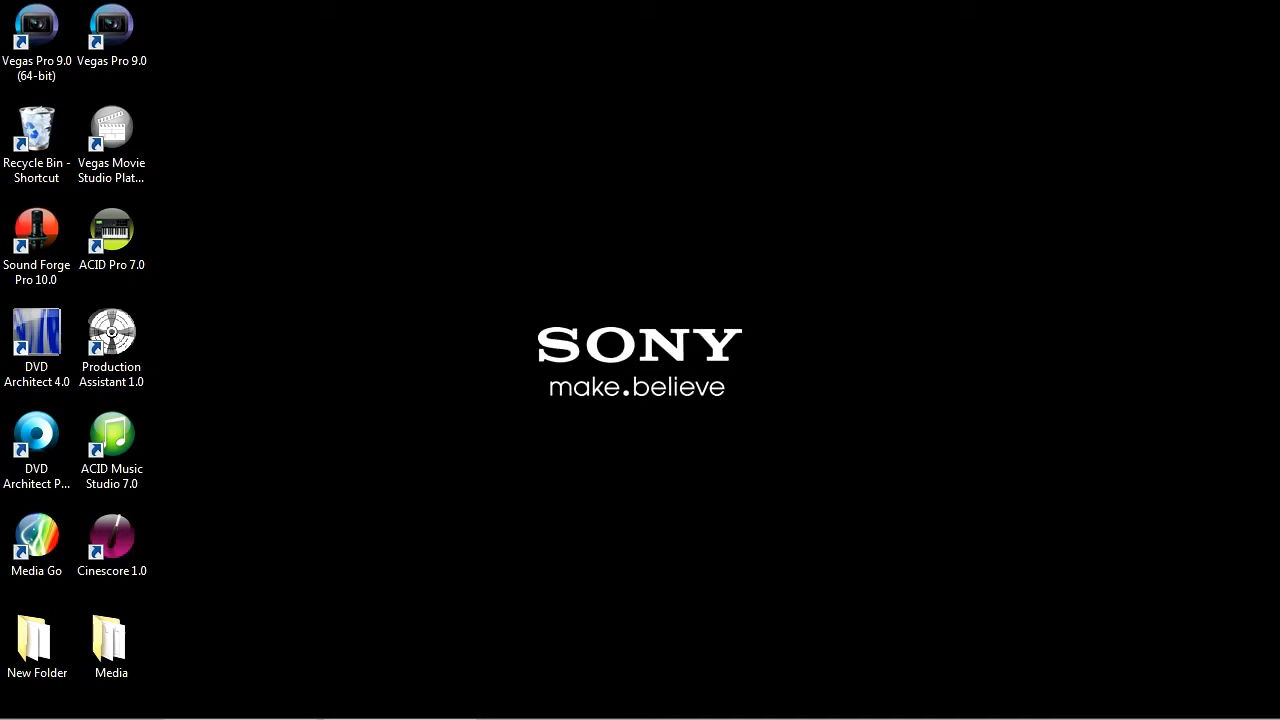 Vegas Pro 9.0
(64-bit)
Vegas Pro 9.0
Recycle Bin -
Shortcut
Vegas Movie
Studio Plat...
Sound Forge
Pro 10.0
ACID Pro 7.0
DVD
Architect 4.0
Production
Assistant 1.0
DVD
Architect P...
ACID Music
Studio 7.0
Media Go
Cinescore 1.0
New Folder
Media
SONY
make.believe